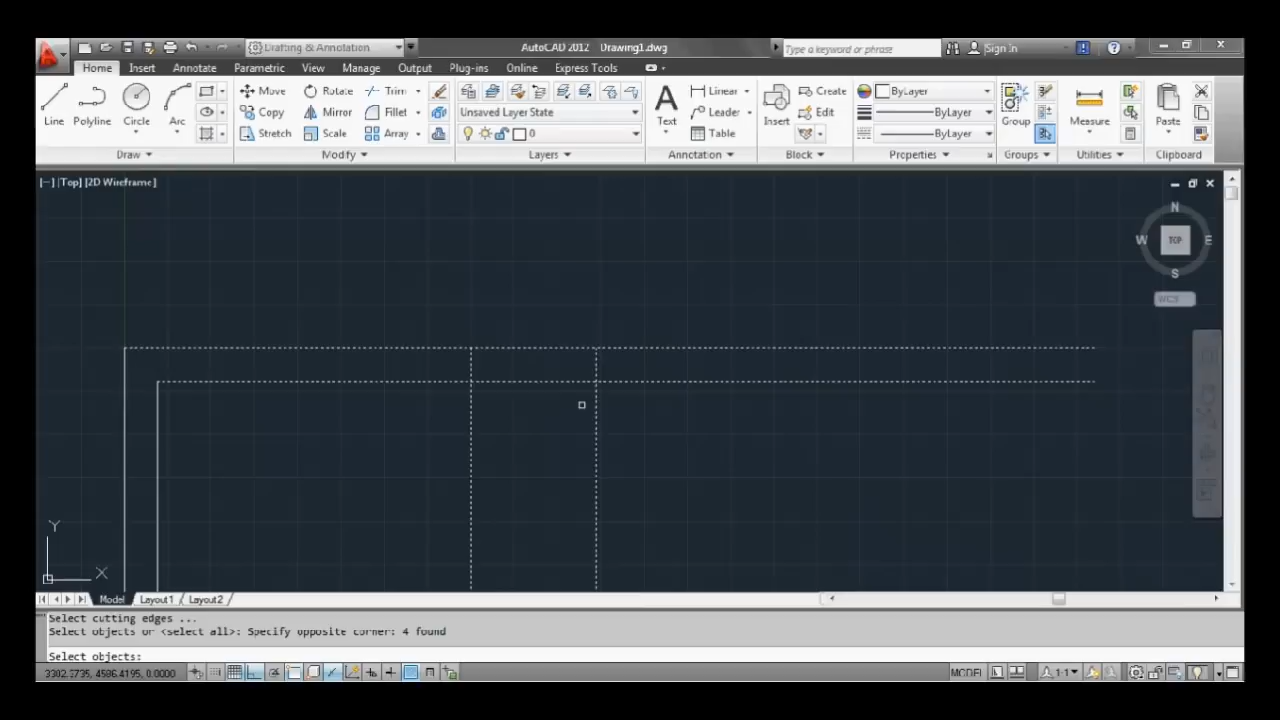 Drafting & Annotation
AutoCAD 2012 Drawing1.dwg
Type a keyword or phrase
Sign In
Home Insert Annotate Parametric View Manage Output Plug-ins Online Express Tools
Line Polyline Circle Arc
Move Rotate Trim
Copy Mirror Fillet
Stretch Scale Array
Unsaved Layer State
0
Text
Linear
Leader
Table
Insert
Create
Edit
ByLayer
ByLayer
ByLayer
Group
Measure
Paste
Draw Modify Layers Annotation Block Properties Groups Utilities Clipboard
[−] [Top] [2D Wireframe]
N
W TOP E
S
WCS
Y
X
Model Layout1 Layout2
Select cutting edges ...
Select objects or <select all>: Specify opposite corner: 4 found
Select objects:
MODEL 1:1